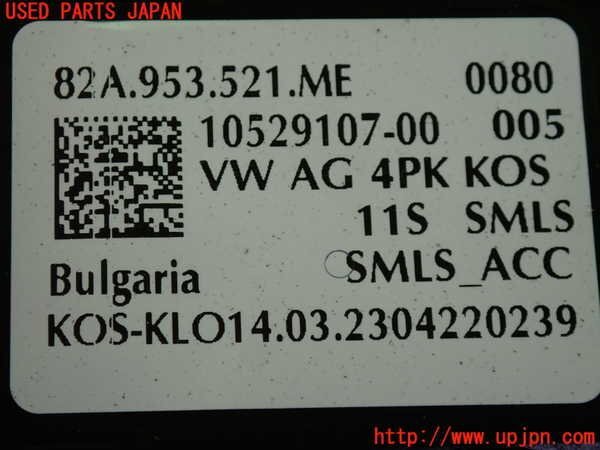 USED PARTS JAPAN
82A.953.521.ME 0080
10529107-00 005
VW AG 4PK KOS
11S SMLS
Bulgaria SMLS_ACC
KOS-KLO14.03.2304220239
http://www.upjpn.com/